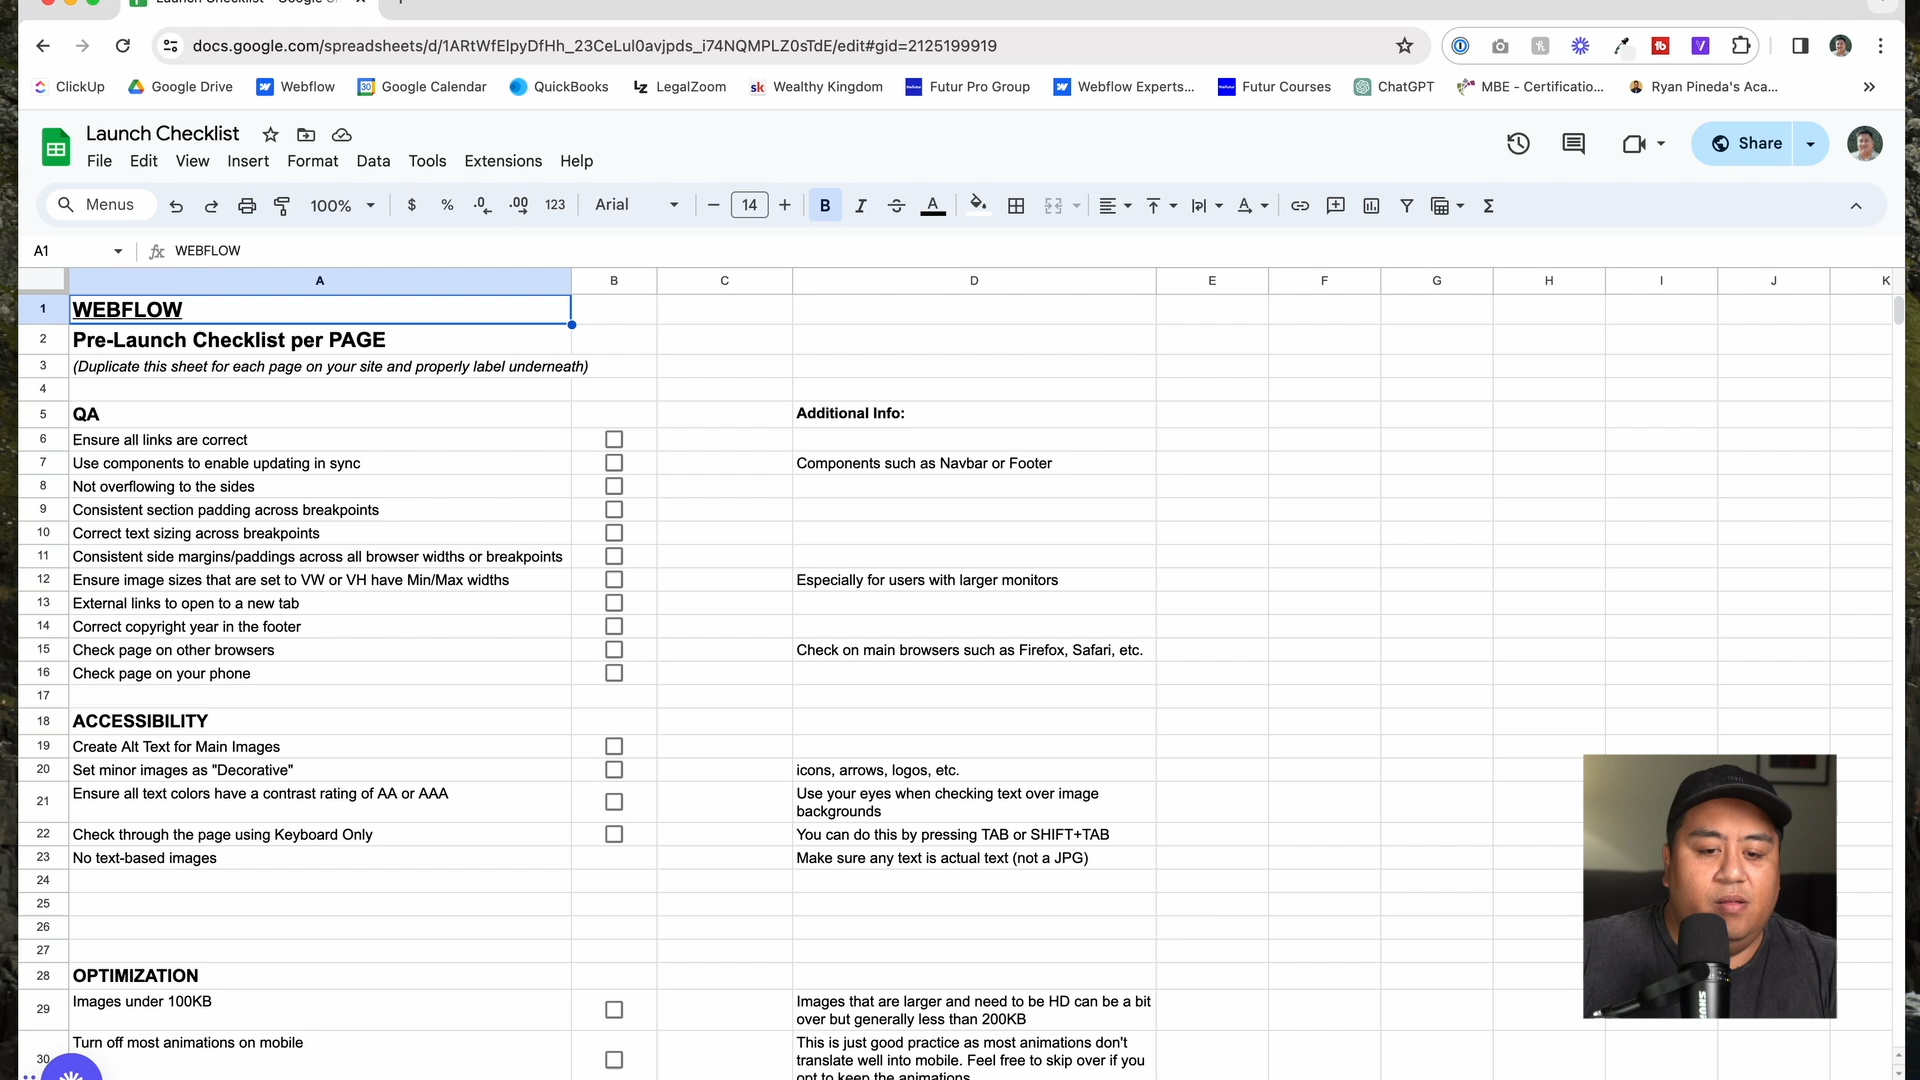 docs.google.com/spreadsheets/d/1ARtWfElpyDfHh_23CeLul0avjpds_i74NQMPLZ0sTdE/edit#gid=2125199919
ClickUp Google Drive Webflow Google Calendar QuickBooks LegalZoom Wealthy Kingdom Futur Pro Group Webflow Experts... Futur Courses ChatGPT MBE - Certificatio... Ryan Pineda's Aca...
Launch Checklist
File Edit View Insert Format Data Tools Extensions Help
Share
Menus 100% $ % .0 .00 123 Arial 14 B I A
A1 fx WEBFLOW
A B C D E F G H I J K
1 WEBFLOW
2 Pre-Launch Checklist per PAGE
3 (Duplicate this sheet for each page on your site and properly label underneath)
4
5 QA Additional Info:
6 Ensure all links are correct
7 Use components to enable updating in sync Components such as Navbar or Footer
8 Not overflowing to the sides
9 Consistent section padding across breakpoints
10 Correct text sizing across breakpoints
11 Consistent side margins/paddings across all browser widths or breakpoints
12 Ensure image sizes that are set to VW or VH have Min/Max widths Especially for users with larger monitors
13 External links to open to a new tab
14 Correct copyright year in the footer
15 Check page on other browsers Check on main browsers such as Firefox, Safari, etc.
16 Check page on your phone
17
18 ACCESSIBILITY
19 Create Alt Text for Main Images
20 Set minor images as "Decorative" icons, arrows, logos, etc.
21 Ensure all text colors have a contrast rating of AA or AAA Use your eyes when checking text over image
backgrounds
22 Check through the page using Keyboard Only You can do this by pressing TAB or SHIFT+TAB
23 No text-based images Make sure any text is actual text (not a JPG)
24
25
26
27
28 OPTIMIZATION
29 Images under 100KB Images that are larger and need to be HD can be a bit
over but generally less than 200KB
30 Turn off most animations on mobile This is just good practice as most animations don't
translate well into mobile. Feel free to skip over if you
opt to keep the animations